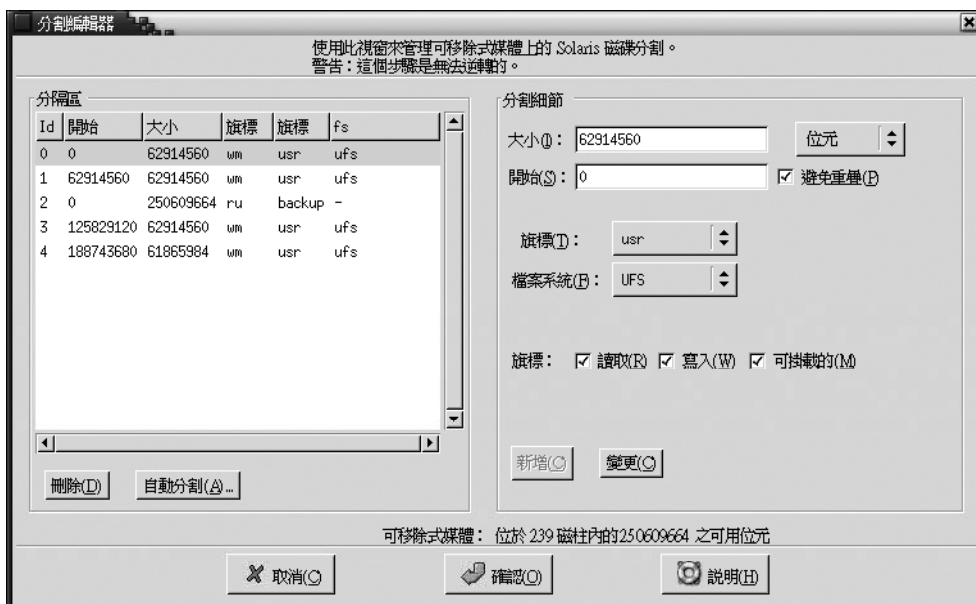 分割編輯器
使用此視窗來管理可移除式媒體上的 Solaris 磁碟分割。
警告：這個步驟是無法逆轉的。
分隔區
Id 開始 大小 旗標 旗標 fs
0 0 62914560 wm usr ufs
1 62914560 62914560 wm usr ufs
2 0 250609664 ru backup -
3 125829120 62914560 wm usr ufs
4 188743680 61865984 wm usr ufs
刪除(D) 自動分割(A)...
分割細節
大小(I)： 62914560 位元
開始(S)： 0 避免重疊(P)
旗標(T)： usr
檔案系統(F)： UFS
旗標： 讀取(R) 寫入(W) 可掛載的(M)
新增(C) 變更(C)
可移除式媒體： 位於 239 磁柱內的250609664 之可用位元
取消(C) 確認(O) 說明(H)